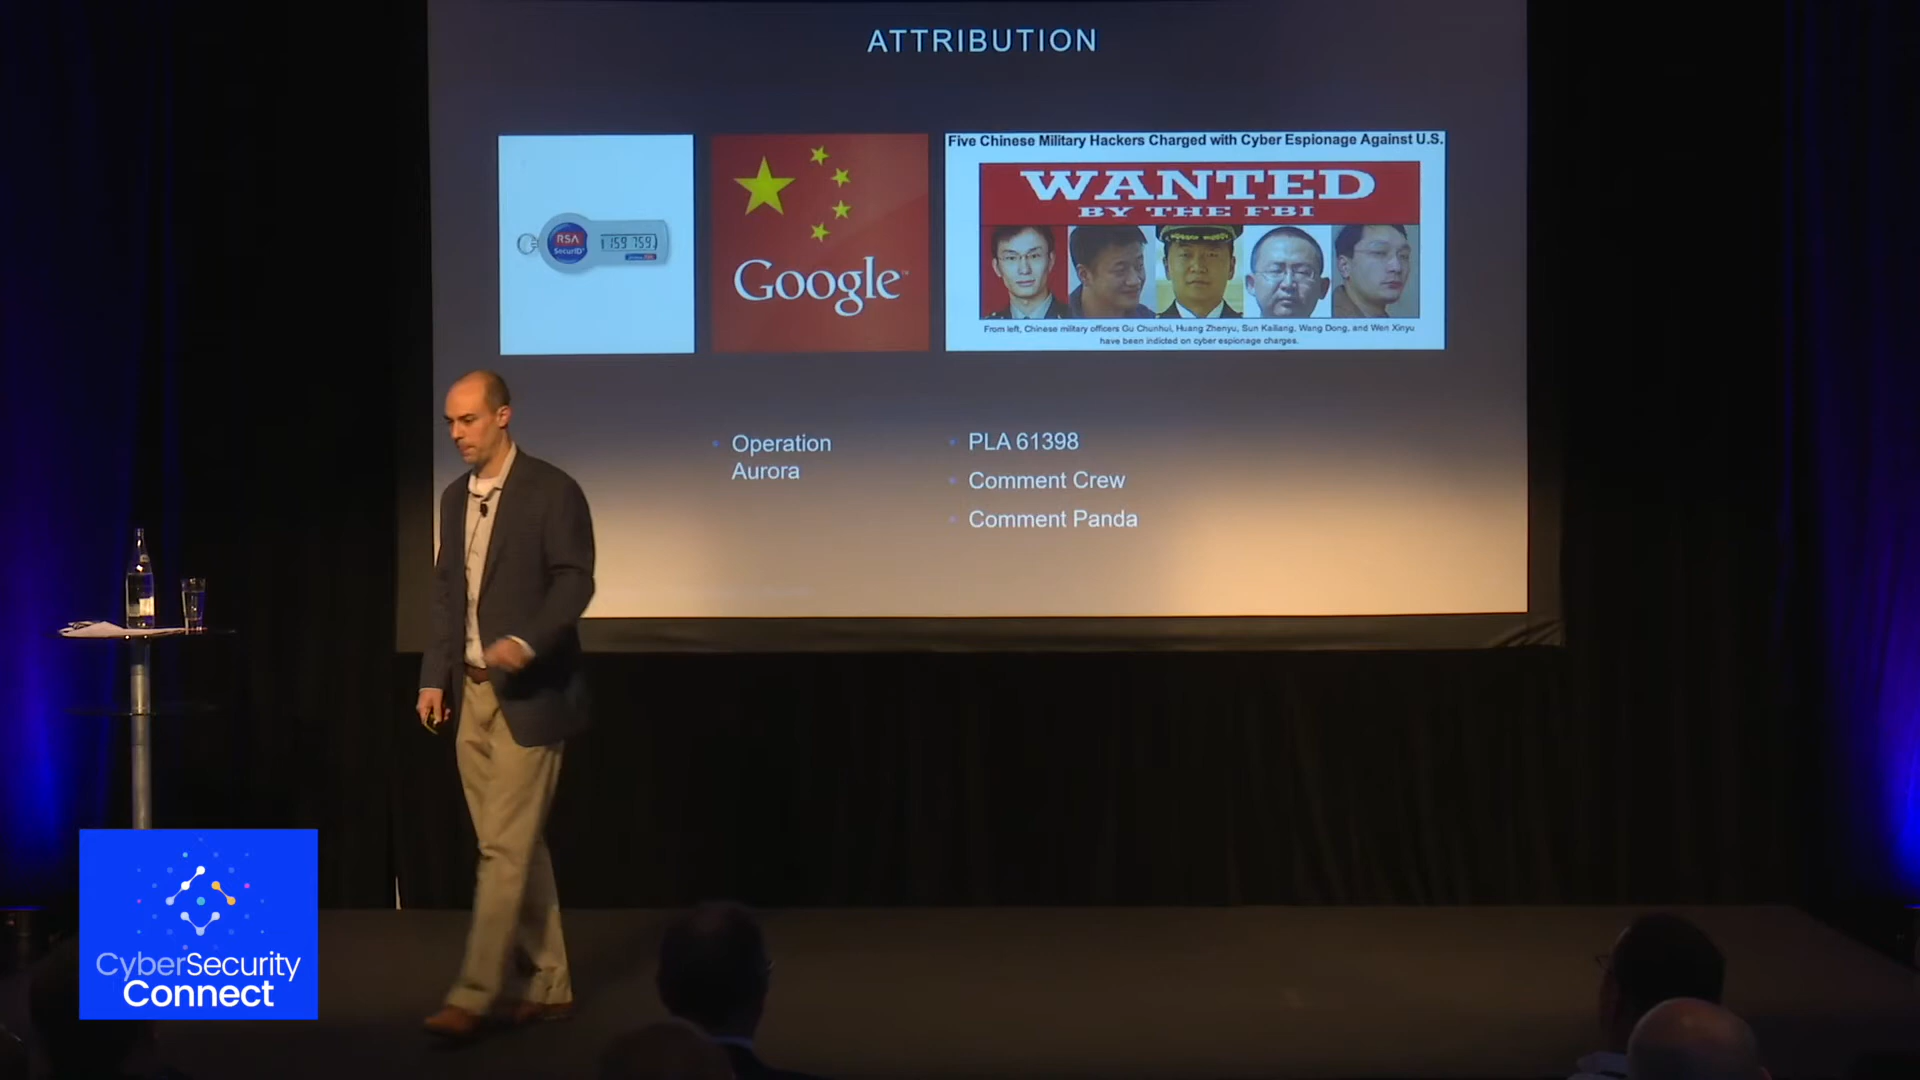 ATTRIBUTION
RSA
SecurID
159 759
Google
Five Chinese Military Hackers Charged with Cyber Espionage Against U.S.
WANTED
BY THE FBI
From left, Chinese military officers Gu Chunhui, Huang Zhenyu, Sun Kailiang, Wang Dong, and Wen Xinyu
have been indicted on cyber espionage charges.
Operation
Aurora
PLA 61398
Comment Crew
Comment Panda
CyberSecurity
Connect